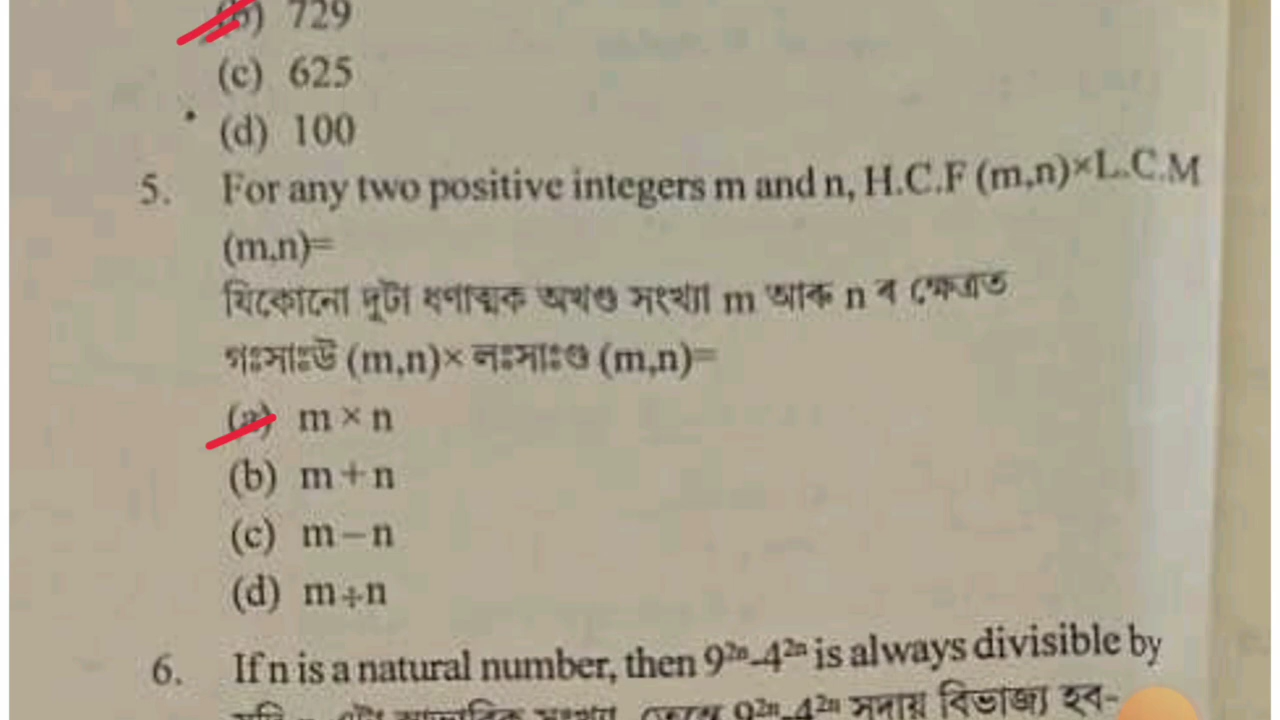 (b) 729
(c) 625
(d) 100
5. For any two positive integers m and n, H.C.F (m,n)×L.C.M
(m,n)=
যিকোনো দুটা ধণাত্মক অখণ্ড সংখ্যা m আৰু n ৰ ক্ষেত্ৰত
গঃসাঃউ (m,n)× লঃসাঃগু (m,n)=
(a) m × n
(b) m + n
(c) m – n
(d) m÷n
6. If n is a natural number, then 9²ⁿ-4²ⁿ is always divisible by
9²ⁿ-4²ⁿ সদায় বিভাজ্য হব-